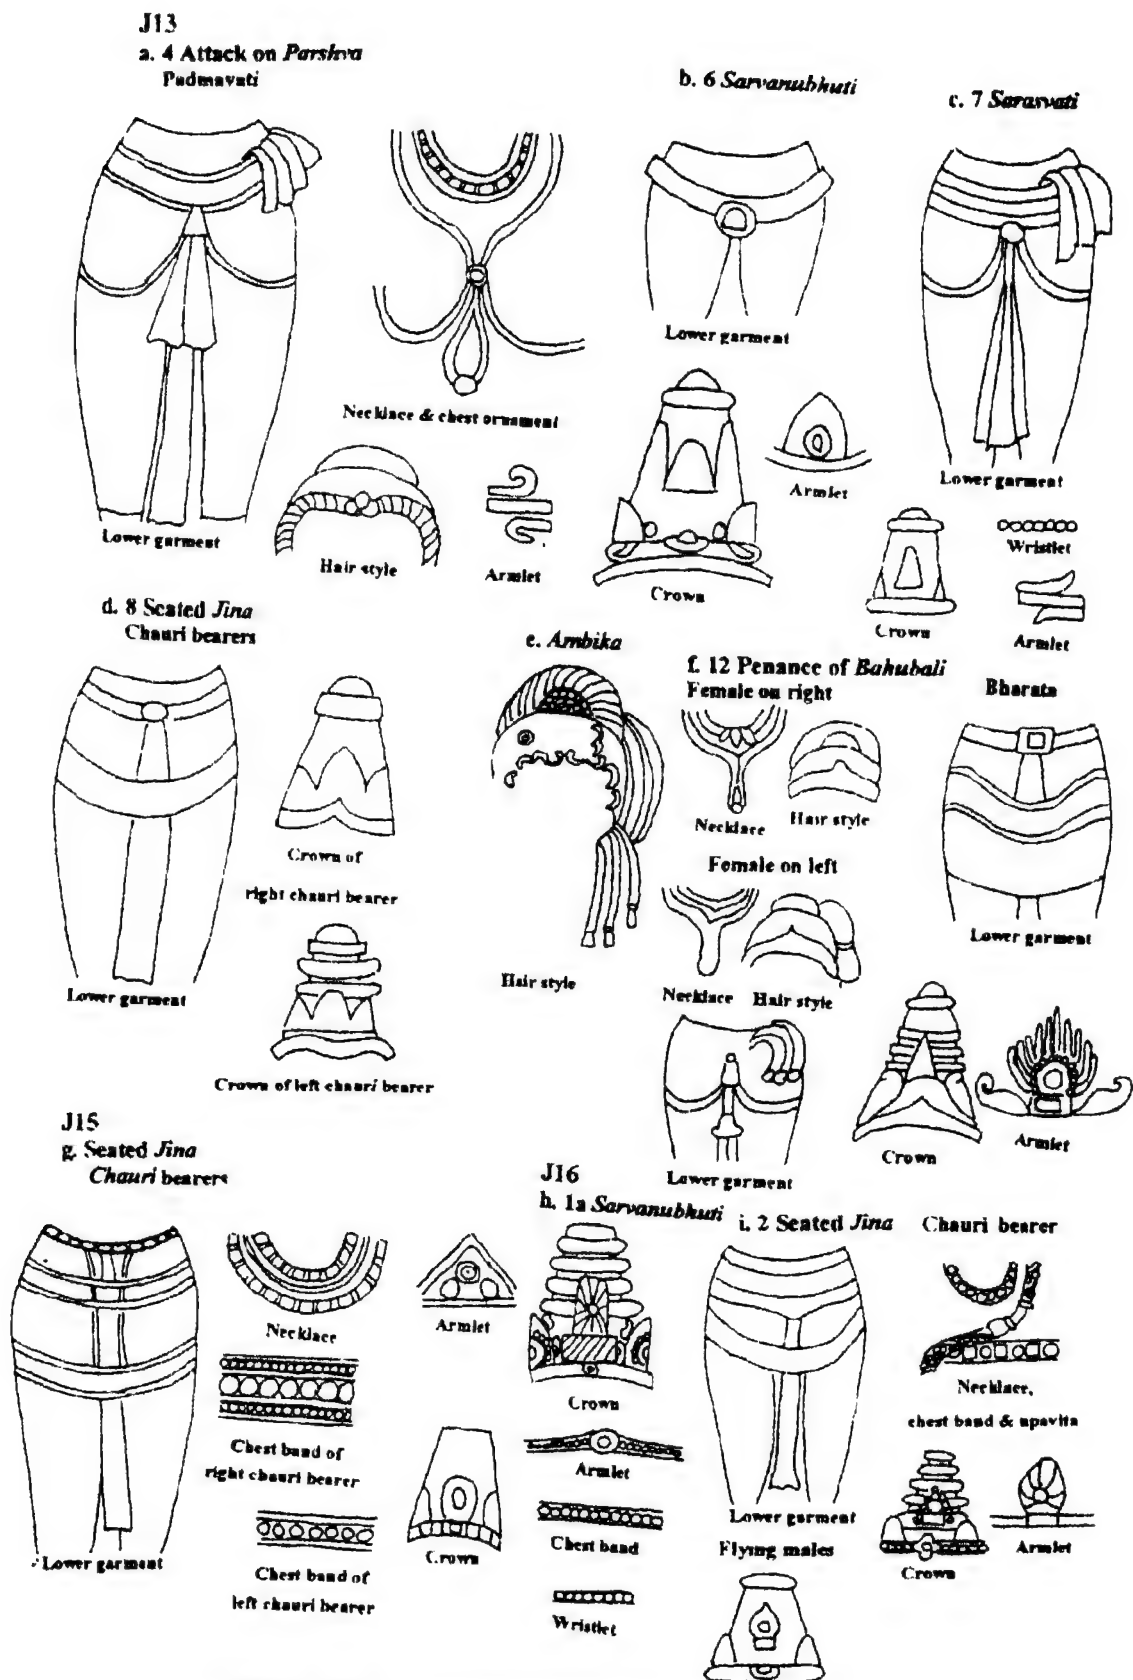 J13
a. 4 Attack on Parshva
Padmavati
Lower garment
Necklace & chest ornament
Hair style
Armlet
b. 6 Sarvanubhuti
Lower garment
Crown
Armlet
c. 7 Sarasvati
Lower garment
Crown
Wristlet
Armlet
d. 8 Seated Jina
Chauri bearers
Lower garment
Crown of
right chauri bearer
Crown of left chauri bearer
e. Ambika
Hair style
f. 12 Penance of Bahubali
Female on right
Necklace
Hair style
Female on left
Necklace
Hair style
Lower garment
Bharata
Lower garment
Crown
Armlet
J15
g. Seated Jina
Chauri bearers
Lower garment
Necklace
Armlet
Chest band of
right chauri bearer
Chest band of
left chauri bearer
Crown
J16
h. 1a Sarvanubhuti
Crown
Armlet
Chest band
Wristlet
i. 2 Seated Jina
Chauri bearer
Lower garment
Necklace,
chest band & upavita
Crown
Armlet
Flying males